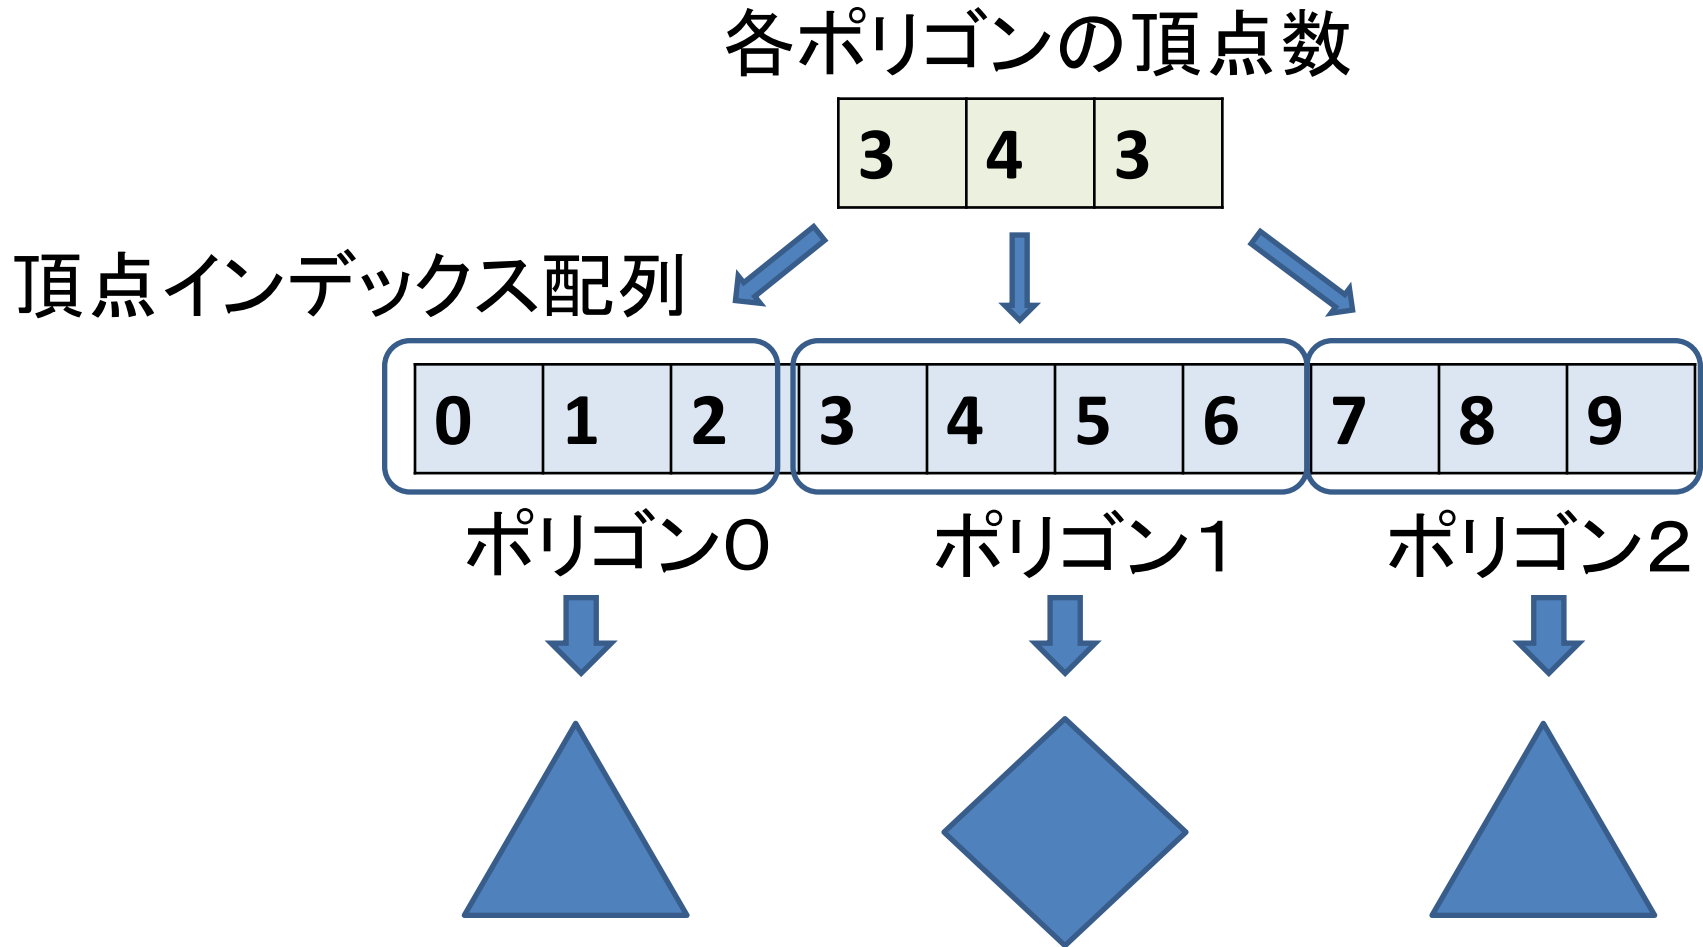 各ポリゴンの頂点数
3 4 3
頂点インデックス配列
0 1 2 3 4 5 6 7 8 9
ポリゴン０ ポリゴン１ ポリゴン２